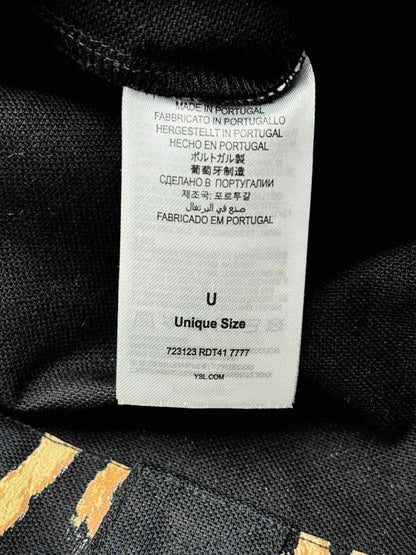 MADE IN PORTUGAL
FABRICATO IN PORTOGALLO
HERGESTELLT IN PORTUGAL
HECHO EN PORTUGAL
ポルトガル製
葡萄牙制造
СДЕЛАНО В ПОРТУГАЛИИ
제조국: 포르투갈
صنع في البرتغال
FABRICADO EM PORTUGAL
U
Unique Size
723123 RDT41 7777
YSL.COM